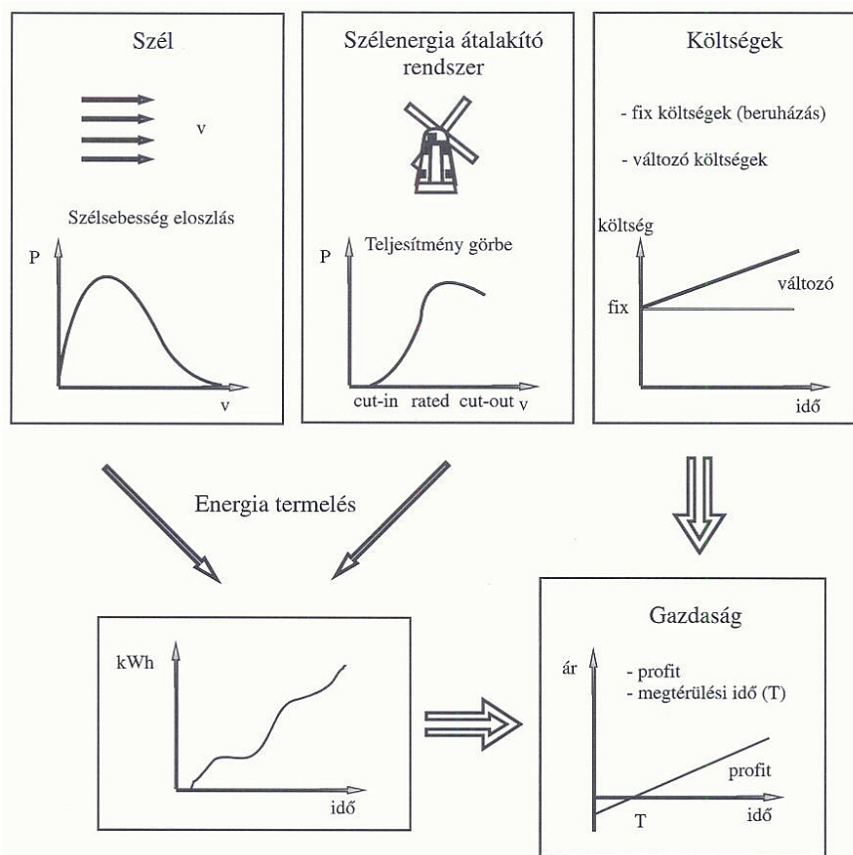 Szél
v
Szélsebesség eloszlás
P
v
Szélenergia átalakító
rendszer
Teljesítmény görbe
P
cut-in rated cut-out v
Költségek
- fix költségek (beruházás)
- változó költségek
költség
változó
fix
idő
Energia termelés
kWh
idő
Gazdaság
ár
- profit
- megtérülési idő (T)
profit
T
idő